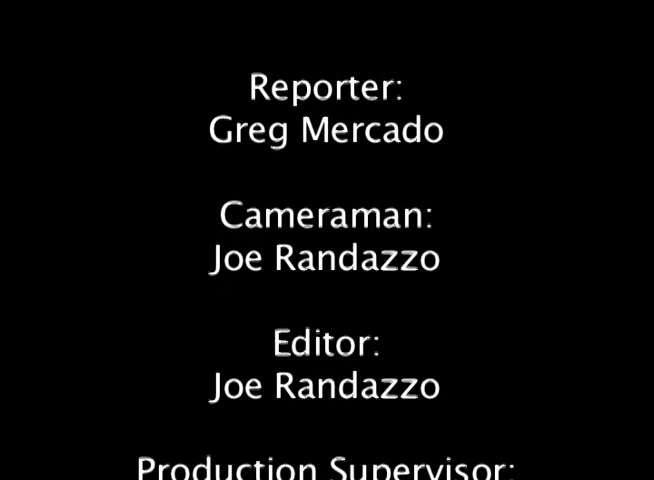 Reporter:
Greg Mercado
Cameraman:
Joe Randazzo
Editor:
Joe Randazzo
Production Supervisor: